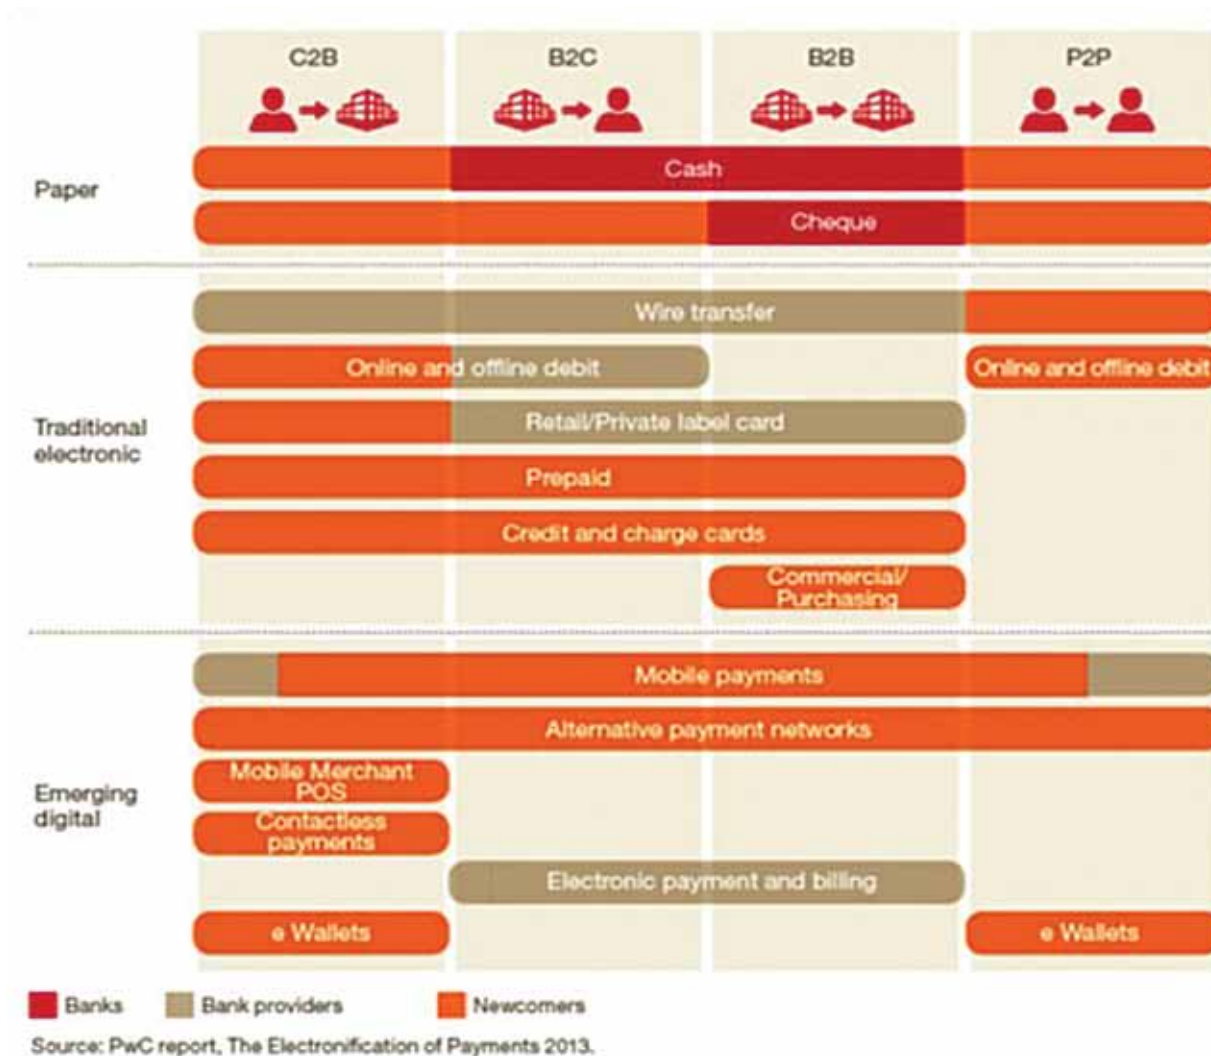 C2B
B2C
B2B
P2P
Paper
Cash
Cheque
Wire transfer
Online and offline debit
Online and offline debit
Traditional
electronic
Retail/Private label card
Prepaid
Credit and charge cards
Commercial/
Purchasing
Mobile payments
Alternative payment networks
Emerging
digital
Mobile Merchant
POS
Contactless
payments
Electronic payment and billing
e Wallets
e Wallets
Banks
Bank providers
Newcomers
Source: PwC report, The Electronification of Payments 2013.